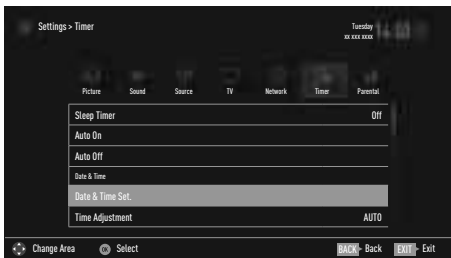 Settings > Timer
Tuesday
xx xxx xxxx
Picture Sound Source TV Network Timer Parental
Sleep Timer Off
Auto On
Auto Off
Date & Time
Date & Time Set.
Time Adjustment AUTO
Change Area OK Select BACK Back EXIT Exit